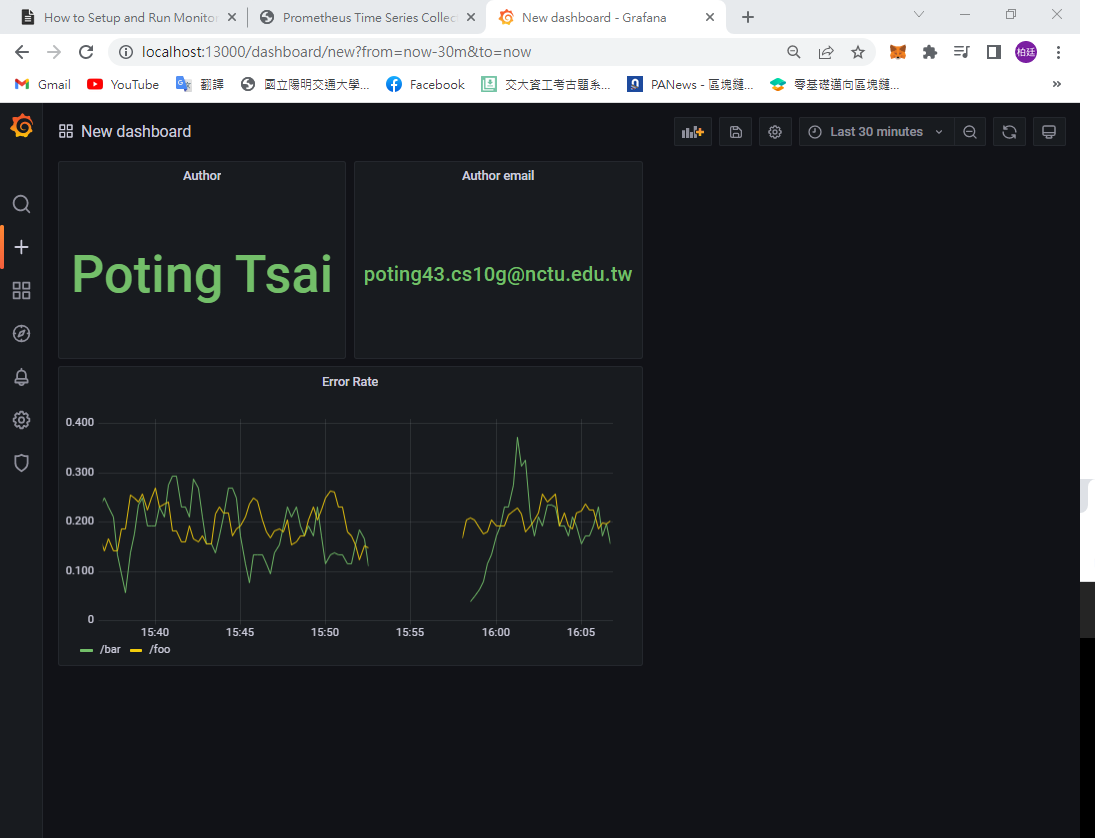 How to Setup and Run Monitor
Prometheus Time Series Collec
New dashboard - Grafana
localhost:13000/dashboard/new?from=now-30m&to=now
柏廷
Gmail
YouTube
翻譯
國立陽明交通大學...
Facebook
交大資工考古題系...
PANews - 區塊鏈...
零基礎邁向區塊鏈...
»
New dashboard
Last 30 minutes
Author
Author email
Poting Tsai
poting43.cs10g@nctu.edu.tw
Error Rate
0.400
0.300
0.200
0.100
0
15:40 15:45 15:50 15:55 16:00 16:05
/bar /foo